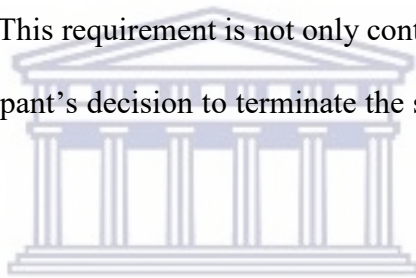 This requirement is not only cont
pant’s decision to terminate the s